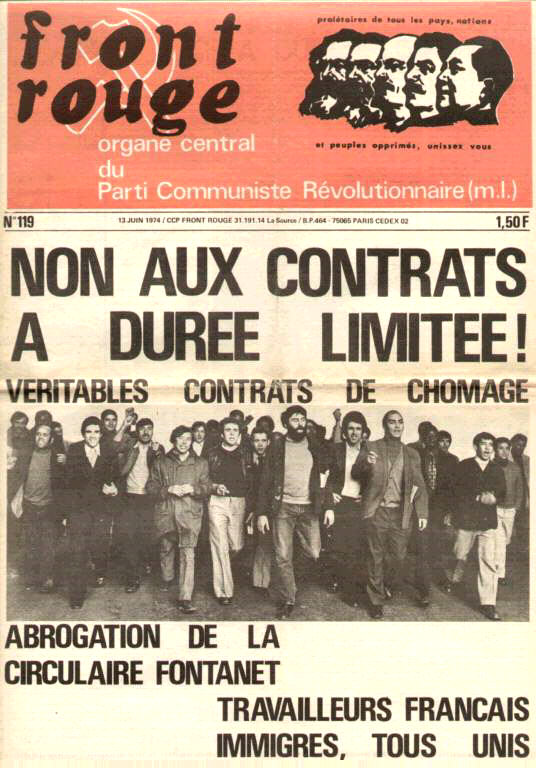 front
rouge
organe central
du
Parti Communiste Révolutionnaire (m.l.)
prolétaires de tous les pays, nations
et peuples opprimés, unissez vous
N°119
13 JUIN 1974 / CCP FRONT ROUGE 31.191.14 La Source / B.P.464 - 75065 PARIS CEDEX 02
1,50F
NON AUX CONTRATS
A DUREE LIMITEE !
VERITABLES CONTRATS DE CHOMAGE
ABROGATION DE LA
CIRCULAIRE FONTANET
TRAVAILLEURS FRANCAIS
IMMIGRES, TOUS UNIS